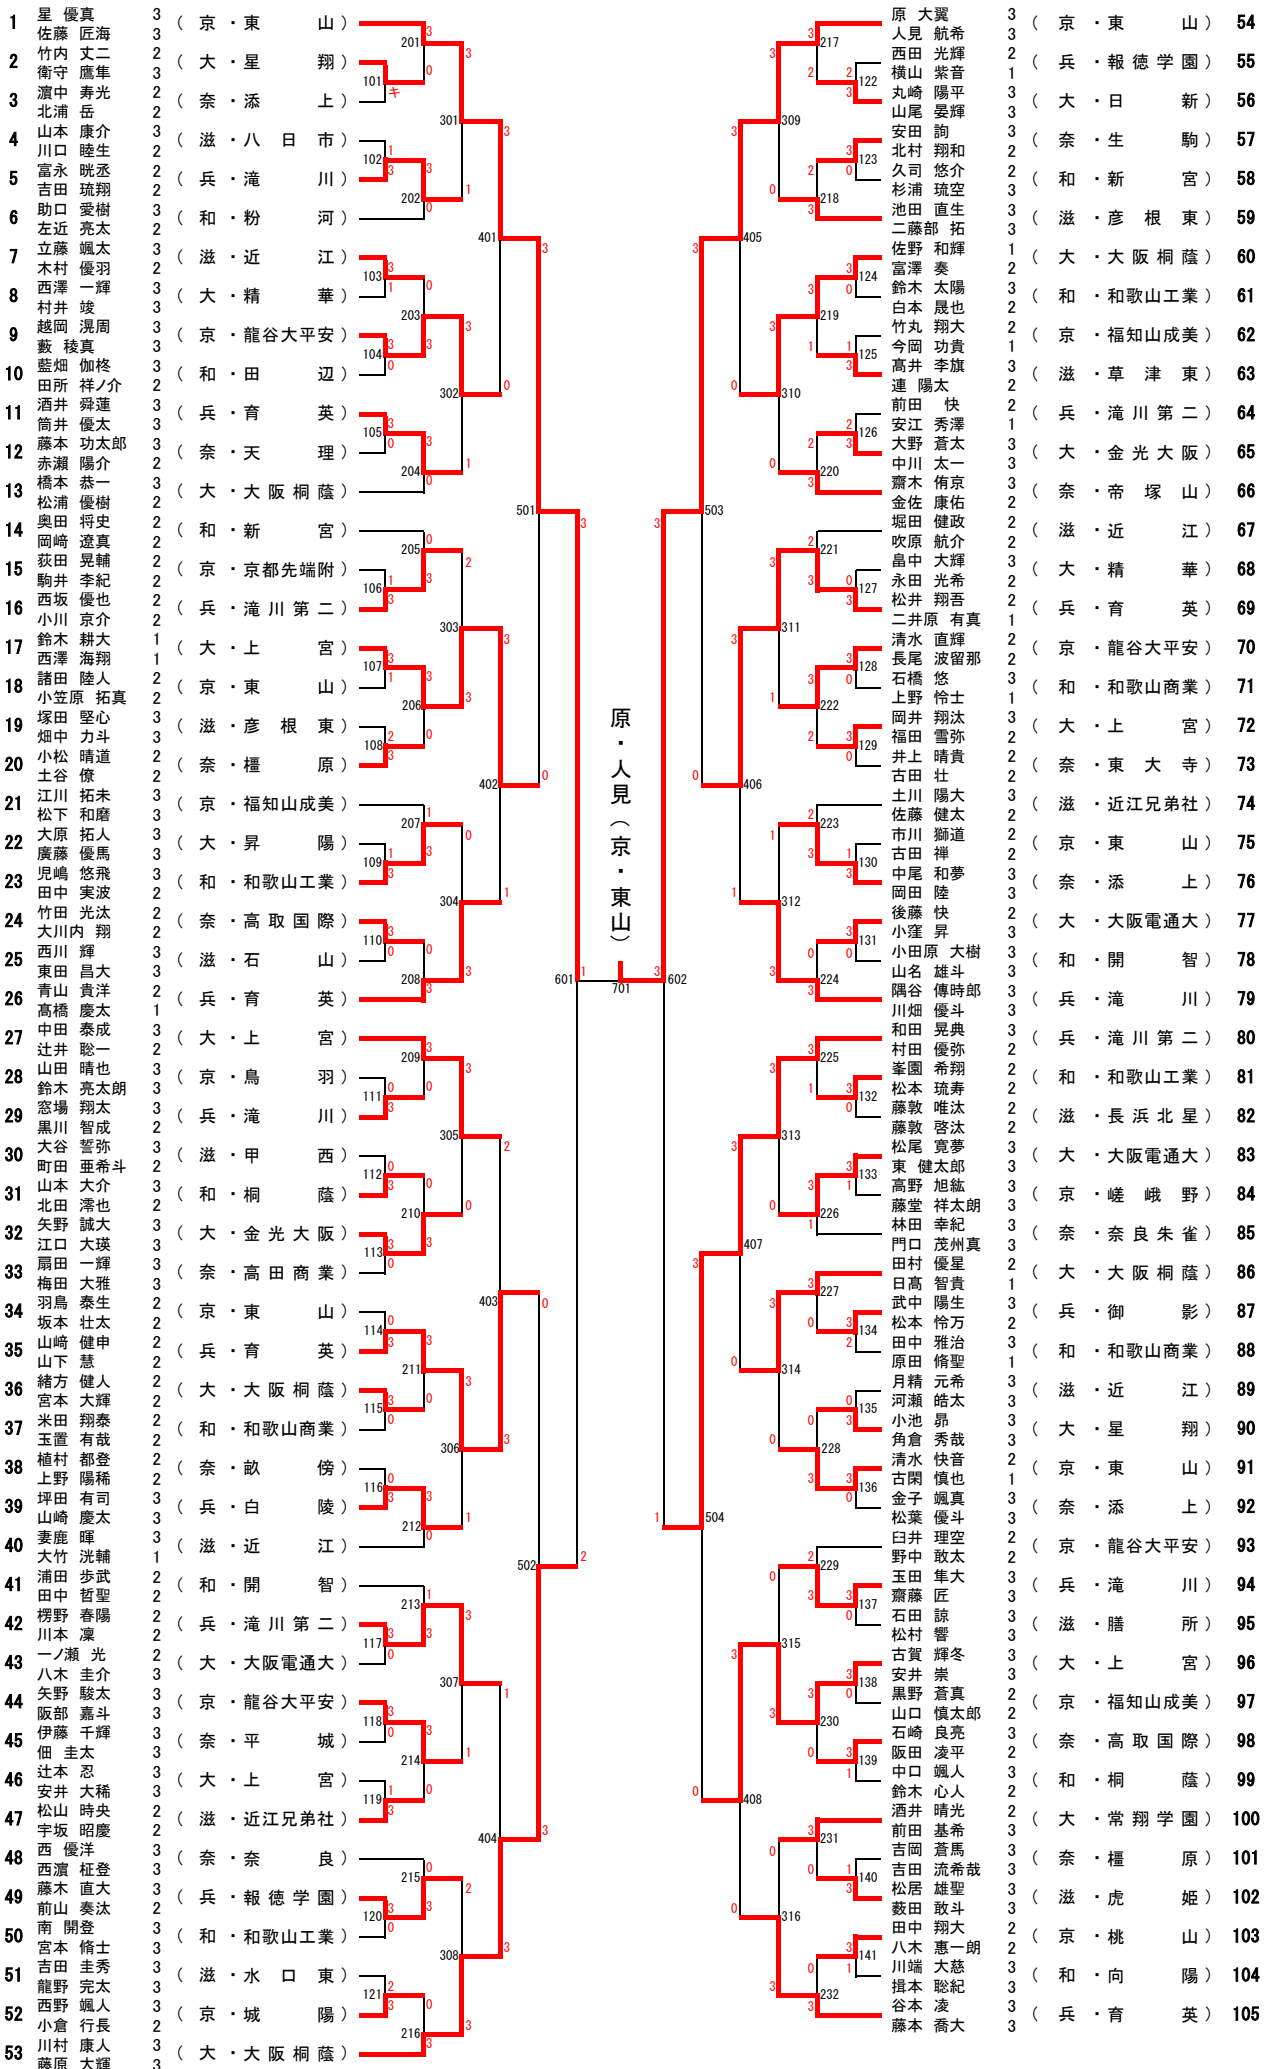 1 星 優真 3 佐藤 匠海 3 ( 京 ・ 東 山 )
2 竹内 丈二 2 衛守 鷹隼 3 ( 大 ・ 星 翔 )
3 濵中 寿光 2 北浦 岳 2 ( 奈 ・ 添 上 )
4 山本 康介 3 川口 睦生 2 ( 滋 ・ 八 日 市 )
5 富永 晄丞 2 吉田 琉翔 2 ( 兵 ・ 滝 川 )
6 助口 愛樹 3 左近 亮太 2 ( 和 ・ 粉 河 )
7 立藤 颯太 3 木村 優羽 2 ( 滋 ・ 近 江 )
8 西澤 一輝 3 村井 竣 3 ( 大 ・ 精 華 )
9 越岡 滉周 3 藪 稜真 3 ( 京 ・ 龍谷大平安 )
10 藍畑 伽柊 3 田所 祥ノ介 2 ( 和 ・ 田 辺 )
11 酒井 舜蓮 3 筒井 優太 3 ( 兵 ・ 育 英 )
12 藤本 功太郎 3 赤瀬 陽介 2 ( 奈 ・ 天 理 )
13 橋本 恭一 3 松浦 優樹 2 ( 大 ・ 大阪桐蔭 )
14 奥田 将史 2 岡﨑 遼真 2 ( 和 ・ 新 宮 )
15 荻田 晃輔 2 駒井 李紀 2 ( 京 ・ 京都先端附 )
16 西坂 優也 2 小川 京介 2 ( 兵 ・ 滝川第二 )
17 鈴木 耕大 1 西澤 海翔 1 ( 大 ・ 上 宮 )
18 諸田 陸人 2 小笠原 拓真 2 ( 京 ・ 東 山 )
19 塚田 堅心 3 畑中 力斗 3 ( 滋 ・ 彦根東 )
20 小松 晴道 2 土谷 僚 2 ( 奈 ・ 橿 原 )
21 江川 拓未 3 松下 和磨 3 ( 京 ・ 福知山成美 )
22 大原 拓人 3 廣藤 優馬 3 ( 大 ・ 昇 陽 )
23 児嶋 悠飛 3 田中 実波 2 ( 和 ・ 和歌山工業 )
24 竹田 光汰 2 大川内 翔 2 ( 奈 ・ 高取国際 )
25 西川 輝 3 東田 昌大 3 ( 滋 ・ 石 山 )
26 青山 貴洋 2 髙橋 慶太 1 ( 兵 ・ 育 英 )
27 中田 泰成 3 辻井 聡一 2 ( 大 ・ 上 宮 )
28 山田 晴也 3 鈴木 亮太朗 3 ( 京 ・ 鳥 羽 )
29 窓場 翔太 3 黒川 智成 2 ( 兵 ・ 滝 川 )
30 大谷 誓弥 3 町田 亜希斗 2 ( 滋 ・ 甲 西 )
31 山本 大介 3 北田 澪也 2 ( 和 ・ 桐 蔭 )
32 矢野 誠大 3 江口 大瑛 3 ( 大 ・ 金光大阪 )
33 扇田 一輝 3 梅田 大雅 3 ( 奈 ・ 高田商業 )
34 羽鳥 泰生 2 坂本 壮太 2 ( 京 ・ 東 山 )
35 山﨑 健申 2 山下 慧 2 ( 兵 ・ 育 英 )
36 緒方 健人 2 宮本 大輝 2 ( 大 ・ 大阪桐蔭 )
37 米田 翔泰 2 玉置 有哉 2 ( 和 ・ 和歌山商業 )
38 植村 都登 2 上野 陽稀 2 ( 奈 ・ 畝 傍 )
39 坪田 有司 3 山崎 慶太 3 ( 兵 ・ 白 陵 )
40 妻鹿 暉 3 大竹 洸輔 1 ( 滋 ・ 近 江 )
41 浦田 歩武 2 田中 哲聖 2 ( 和 ・ 開 智 )
42 楞野 春陽 2 川本 凜 2 ( 兵 ・ 滝川第二 )
43 一ノ瀬 光 2 八木 圭介 3 ( 大 ・ 大阪電通大 )
44 矢野 駿太 3 阪部 嘉斗 3 ( 京 ・ 龍谷大平安 )
45 伊藤 千輝 3 佃 圭太 3 ( 奈 ・ 平 城 )
46 辻本 忍 3 安井 大稀 3 ( 大 ・ 上 宮 )
47 松山 時央 2 宇坂 昭慶 2 ( 滋 ・ 近江兄弟社 )
48 西 優洋 3 西濵 柾登 3 ( 奈 ・ 奈 良 )
49 藤木 直大 3 前山 奏汰 2 ( 兵 ・ 報徳学園 )
50 南 開登 3 宮本 脩士 3 ( 和 ・ 和歌山工業 )
51 吉田 圭秀 3 龍野 完太 3 ( 滋 ・ 水口東 )
52 西野 颯人 3 小倉 行長 2 ( 京 ・ 城 陽 )
53 川村 康人 3 藤原 大輝 3 ( 大 ・ 大阪桐蔭 )
原・人見(京・東山)
原 大翼 3 人見 航希 3 ( 京 ・ 東 山 ) 54
西田 光輝 2 横山 紫音 1 ( 兵 ・ 報徳学園 ) 55
丸崎 陽平 3 山尾 晏輝 3 ( 大 ・ 日 新 ) 56
安田 詢 3 北村 翔和 2 ( 奈 ・ 生 駒 ) 57
久司 悠介 2 杉浦 琉空 3 ( 和 ・ 新 宮 ) 58
池田 直生 3 二藤部 拓 3 ( 滋 ・ 彦根東 ) 59
佐野 和輝 1 富澤 奏 2 ( 大 ・ 大阪桐蔭 ) 60
鈴木 太陽 3 白本 晟也 2 ( 和 ・ 和歌山工業 ) 61
竹丸 翔大 2 今岡 功貴 1 ( 京 ・ 福知山成美 ) 62
髙井 李旗 3 連 陽太 2 ( 滋 ・ 草津東 ) 63
前田 快 2 安江 秀澤 1 ( 兵 ・ 滝川第二 ) 64
大野 蒼太 3 中川 太一 3 ( 大 ・ 金光大阪 ) 65
齋木 侑京 3 金佐 康佑 2 ( 奈 ・ 帝塚山 ) 66
堀田 健政 2 吹原 航介 2 ( 滋 ・ 近 江 ) 67
畠中 大輝 3 永田 光希 2 ( 大 ・ 精 華 ) 68
松井 翔吾 2 二井原 有真 1 ( 兵 ・ 育 英 ) 69
清水 直輝 2 長尾 波留那 2 ( 京 ・ 龍谷大平安 ) 70
石橋 悠 3 上野 怜士 1 ( 和 ・ 和歌山商業 ) 71
岡井 翔汰 3 福田 雪弥 2 ( 大 ・ 上 宮 ) 72
井上 晴貴 2 古田 壮 2 ( 奈 ・ 東大寺 ) 73
土川 陽大 3 佐藤 健太 2 ( 滋 ・ 近江兄弟社 ) 74
市川 獅道 2 古田 禅 2 ( 京 ・ 東 山 ) 75
中尾 和夢 3 岡田 陸 3 ( 奈 ・ 添 上 ) 76
後藤 快 2 小窪 昇 3 ( 大 ・ 大阪電通大 ) 77
小田原 大樹 3 山名 雄斗 3 ( 和 ・ 開 智 ) 78
隅谷 傳時郎 3 川畑 優斗 3 ( 兵 ・ 滝 川 ) 79
和田 晃典 3 村田 優弥 2 ( 兵 ・ 滝川第二 ) 80
峯園 希翔 2 松本 琉寿 2 ( 和 ・ 和歌山工業 ) 81
藤敦 唯汰 2 藤敦 啓汰 2 ( 滋 ・ 長浜北星 ) 82
松尾 寛夢 3 東 健太郎 3 ( 大 ・ 大阪電通大 ) 83
高野 旭紘 3 藤堂 祥太朗 3 ( 京 ・ 嵯峨野 ) 84
林田 幸紀 3 門口 茂州真 3 ( 奈 ・ 奈良朱雀 ) 85
田村 優星 2 日髙 智貴 1 ( 大 ・ 大阪桐蔭 ) 86
武中 陽生 3 松本 怜万 2 ( 兵 ・ 御 影 ) 87
田中 雅治 3 原田 脩聖 1 ( 和 ・ 和歌山商業 ) 88
月精 元希 3 河瀬 皓太 3 ( 滋 ・ 近 江 ) 89
小池 昴 3 角倉 秀哉 3 ( 大 ・ 星 翔 ) 90
清水 快音 2 古閑 慎也 1 ( 京 ・ 東 山 ) 91
金子 颯真 3 松葉 優斗 3 ( 奈 ・ 添 上 ) 92
臼井 理空 2 野中 敢太 2 ( 京 ・ 龍谷大平安 ) 93
玉田 隼大 3 齋藤 匠 3 ( 兵 ・ 滝 川 ) 94
石田 諒 3 松村 響 3 ( 滋 ・ 膳 所 ) 95
古賀 輝冬 3 安井 崇 3 ( 大 ・ 上 宮 ) 96
黒野 蒼真 2 山口 慎太郎 2 ( 京 ・ 福知山成美 ) 97
石崎 良亮 3 阪田 凌平 2 ( 奈 ・ 高取国際 ) 98
中口 颯人 3 鈴木 心人 2 ( 和 ・ 桐 蔭 ) 99
酒井 晴光 2 前田 基希 3 ( 大 ・ 常翔学園 ) 100
吉岡 蒼馬 3 吉田 流希哉 3 ( 奈 ・ 橿 原 ) 101
松居 雄聖 3 薮田 敢斗 3 ( 滋 ・ 虎 姫 ) 102
田中 翔大 2 八木 惠一朗 2 ( 京 ・ 桃 山 ) 103
川端 大慈 3 揖本 聡紀 3 ( 和 ・ 向 陽 ) 104
谷本 凌 3 藤本 喬大 3 ( 兵 ・ 育 英 ) 105